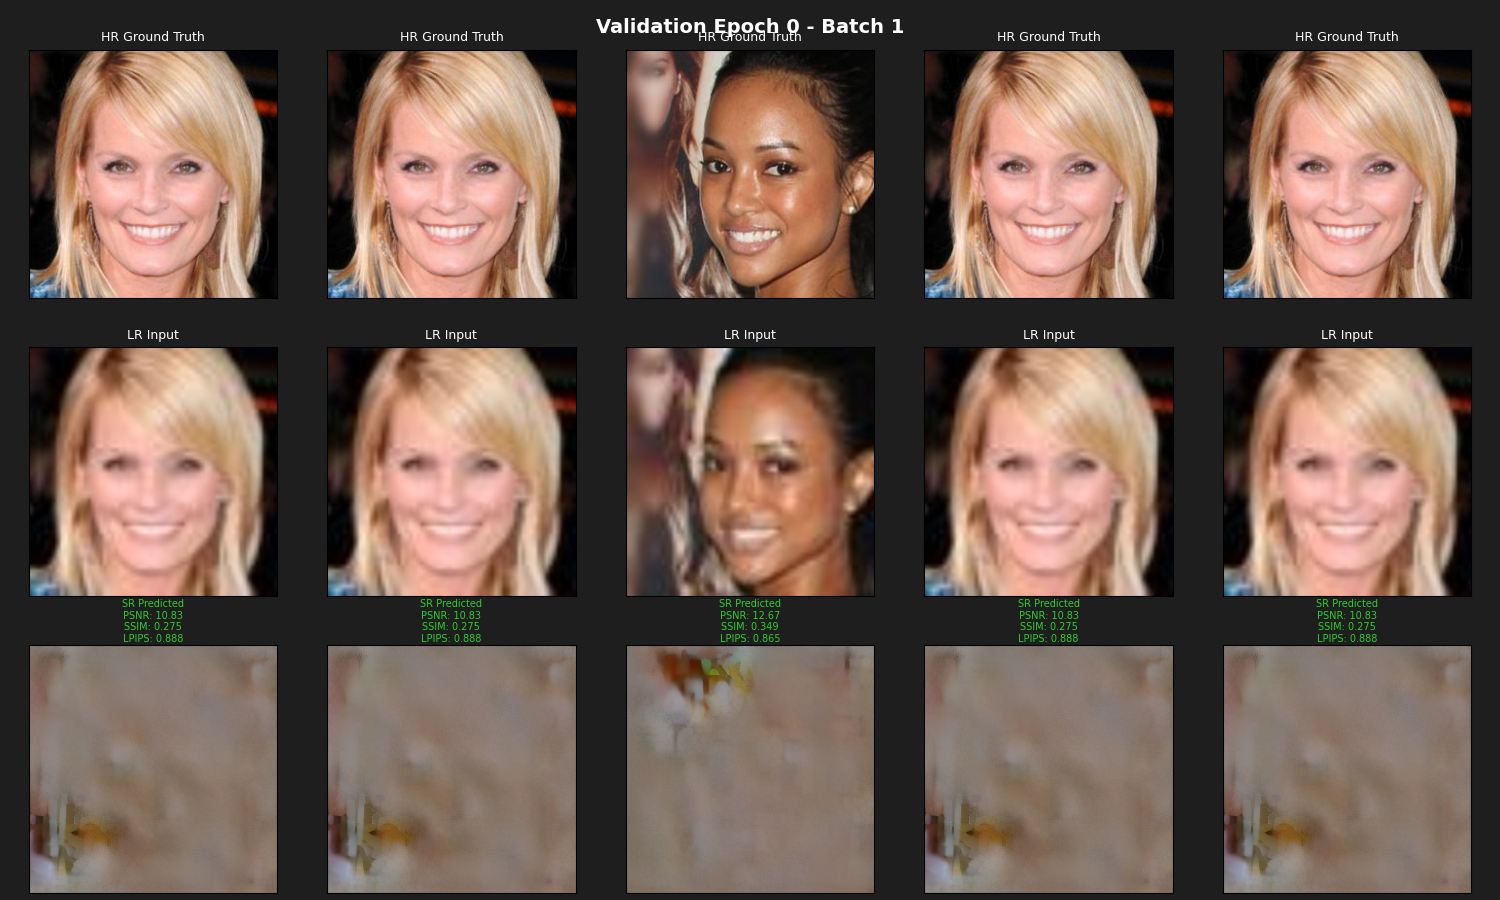 Validation Epoch 0 - Batch 1
HR Ground Truth
HR Ground Truth
HR Ground Truth
HR Ground Truth
HR Ground Truth
LR Input
LR Input
LR Input
LR Input
LR Input
SR Predicted
PSNR: 10.83
SSIM: 0.275
LPIPS: 0.888
SR Predicted
PSNR: 10.83
SSIM: 0.275
LPIPS: 0.888
SR Predicted
PSNR: 12.67
SSIM: 0.349
LPIPS: 0.865
SR Predicted
PSNR: 10.83
SSIM: 0.275
LPIPS: 0.888
SR Predicted
PSNR: 10.83
SSIM: 0.275
LPIPS: 0.888